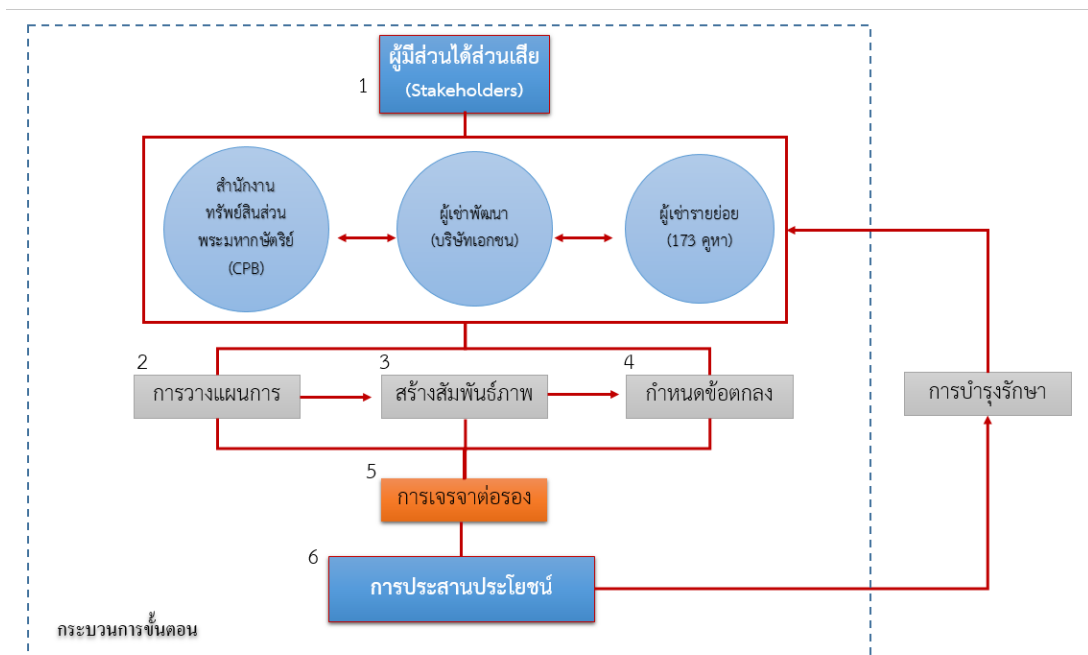 ผู้มีส่วนได้ส่วนเสีย
1
(Stakeholders)
สำนักงาน
ทรัพย์สินส่วน
พระมหากษัตริย์
(CPB)
ผู้เช่าพัฒนา
(บริษัทเอกชน)
ผู้เช่ารายย่อย
(173 คูหา)
2
การวางแผนการ
3
สร้างสัมพันธ์ภาพ
4
กำหนดข้อตกลง
การบำรุงรักษา
5
การเจรจาต่อรอง
6
การประสานประโยชน์
กระบวนการขั้นตอน